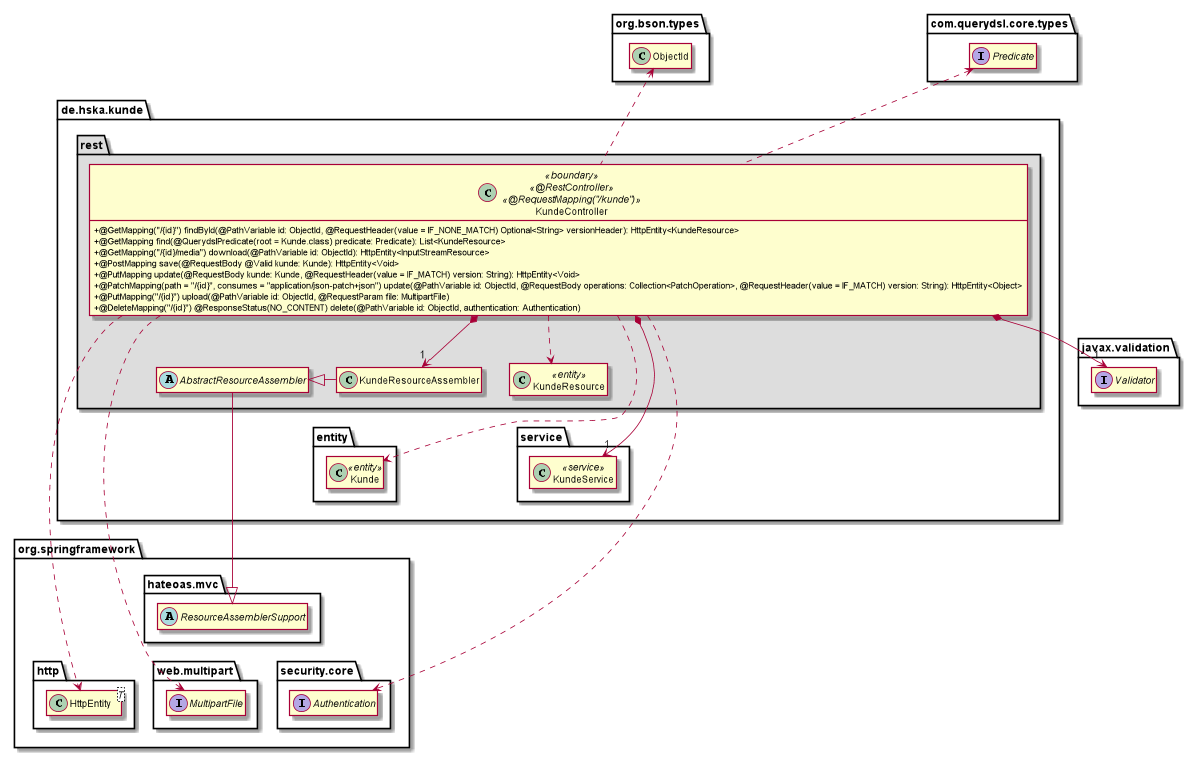 org.bson.types
C ObjectId
com.querydsl.core.types
I Predicate
de.hska.kunde
rest
«boundary»
«@RestController»
«@RequestMapping("/kunde")»
C KundeController
+@GetMapping("/{id}") findById(@PathVariable id: ObjectId, @RequestHeader(value = IF_NONE_MATCH) Optional<String> versionHeader): HttpEntity<KundeResource>
+@GetMapping find(@QuerydslPredicate(root = Kunde.class) predicate: Predicate): List<KundeResource>
+@GetMapping("/{id}/media") download(@PathVariable id: ObjectId): HttpEntity<InputStreamResource>
+@PostMapping save(@RequestBody @Valid kunde: Kunde): HttpEntity<Void>
+@PutMapping update(@RequestBody kunde: Kunde, @RequestHeader(value = IF_MATCH) version: String): HttpEntity<Void>
+@PatchMapping(path = "/{id}", consumes = "application/json-patch+json") update(@PathVariable id: ObjectId, @RequestBody operations: Collection<PatchOperation>, @RequestHeader(value = IF_MATCH) version: String): HttpEntity<Object>
+@PutMapping("/{id}") upload(@PathVariable id: ObjectId, @RequestParam file: MultipartFile)
+@DeleteMapping("/{id}") @ResponseStatus(NO_CONTENT) delete(@PathVariable id: ObjectId, authentication: Authentication)
1
1
javax.validation
I Validator
A AbstractResourceAssembler
C KundeResourceAssembler
«entity»
C KundeResource
entity
«entity»
C Kunde
service
1
«service»
C KundeService
org.springframework
hateoas.mvc
A ResourceAssemblerSupport
http
C HttpEntity
T
web.multipart
I MultipartFile
security.core
I Authentication